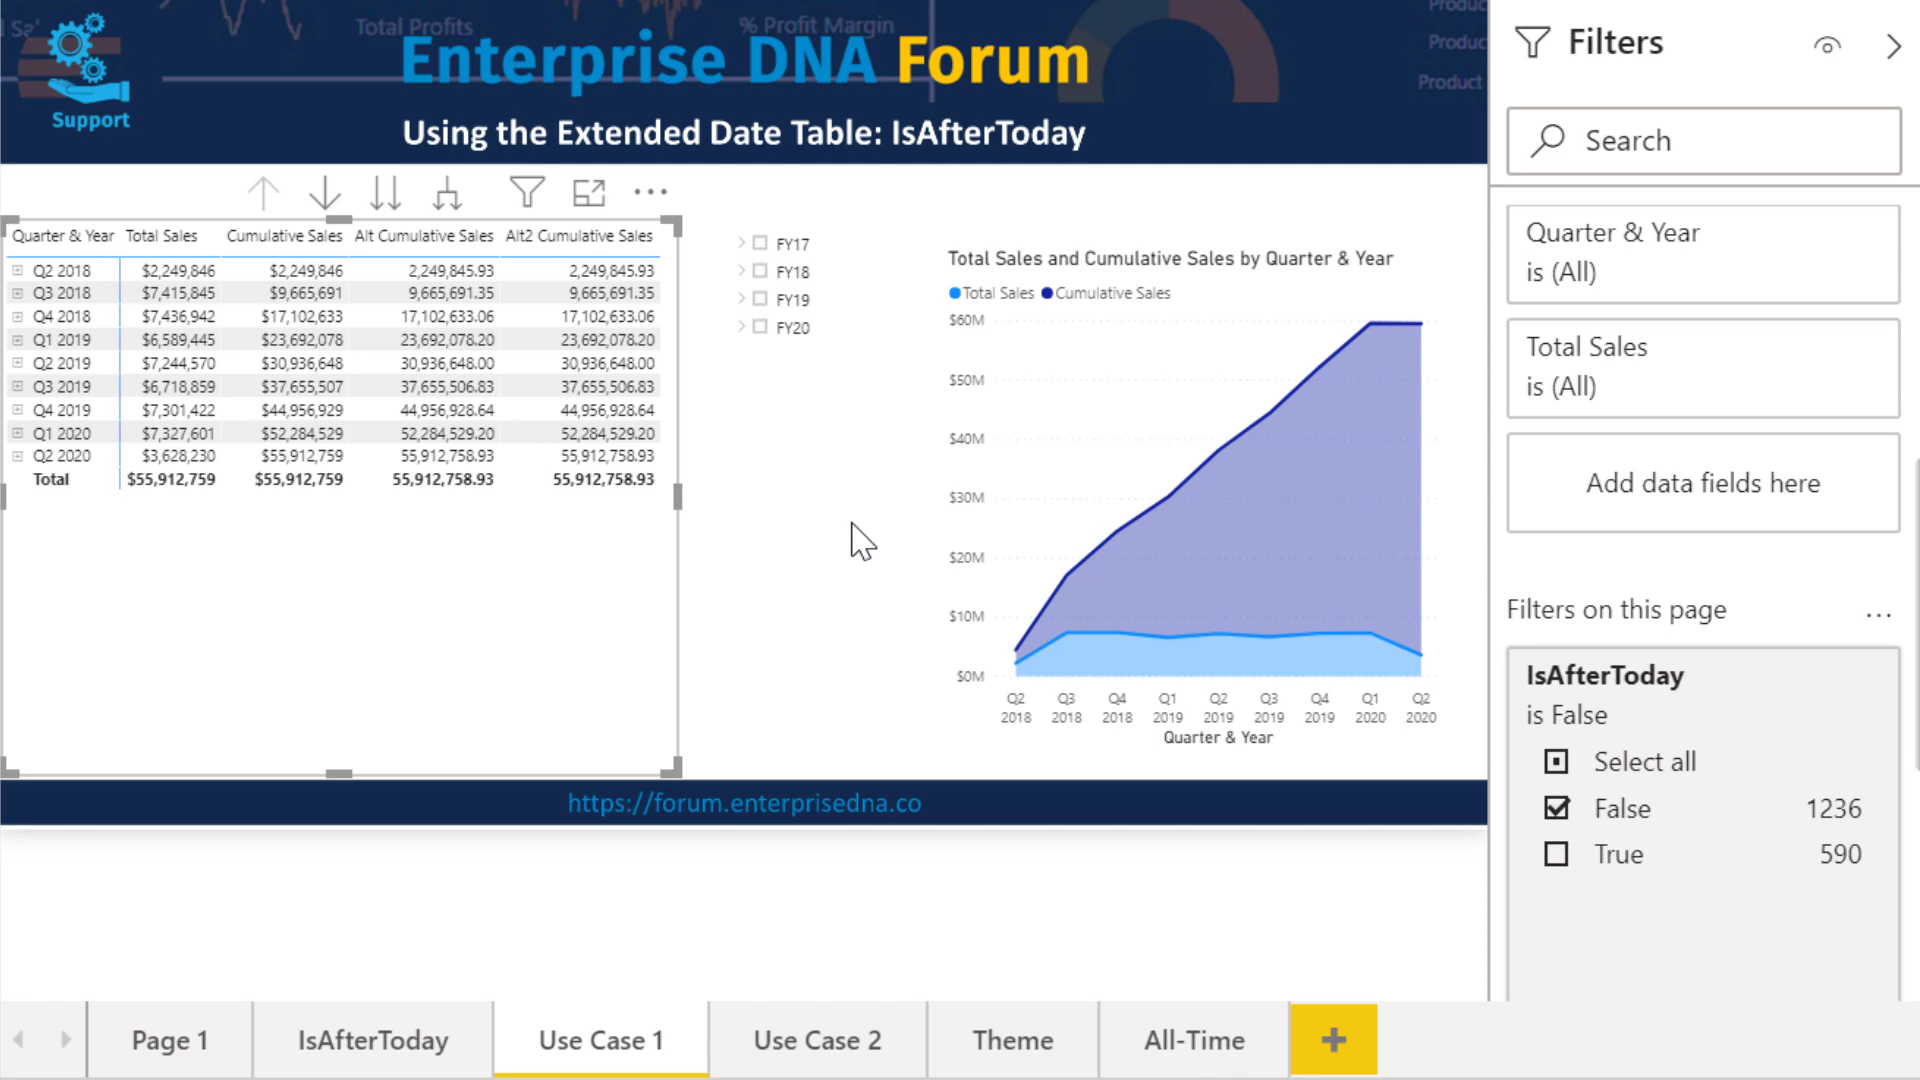 Total Profits
% Profit Margin
Produc
Produc
Product
Enterprise DNA Forum
Support
Using the Extended Date Table: IsAfterToday
Quarter & Year Total Sales Cumulative Sales Alt Cumulative Sales Alt2 Cumulative Sales
Q2 2018 $2,249,846 $2,249,846 2,249,845.93 2,249,845.93
Q3 2018 $7,415,845 $9,665,691 9,665,691.35 9,665,691.35
Q4 2018 $7,436,942 $17,102,633 17,102,633.06 17,102,633.06
Q1 2019 $6,589,445 $23,692,078 23,692,078.20 23,692,078.20
Q2 2019 $7,244,570 $30,936,648 30,936,648.00 30,936,648.00
Q3 2019 $6,718,859 $37,655,507 37,655,506.83 37,655,506.83
Q4 2019 $7,301,422 $44,956,929 44,956,928.64 44,956,928.64
Q1 2020 $7,327,601 $52,284,529 52,284,529.20 52,284,529.20
Q2 2020 $3,628,230 $55,912,759 55,912,758.93 55,912,758.93
Total $55,912,759 $55,912,759 55,912,758.93 55,912,758.93
FY17
FY18
FY19
FY20
Total Sales and Cumulative Sales by Quarter & Year
Total Sales Cumulative Sales
$60M
$50M
$40M
$30M
$20M
$10M
$0M
Q2 Q3 Q4 Q1 Q2 Q3 Q4 Q1 Q2
2018 2018 2018 2019 2019 2019 2019 2020 2020
Quarter & Year
https://forum.enterprisedna.co
Filters
Search
Quarter & Year
is (All)
Total Sales
is (All)
Add data fields here
Filters on this page ...
IsAfterToday
is False
Select all
False 1236
True 590
Page 1 IsAfterToday Use Case 1 Use Case 2 Theme All-Time +